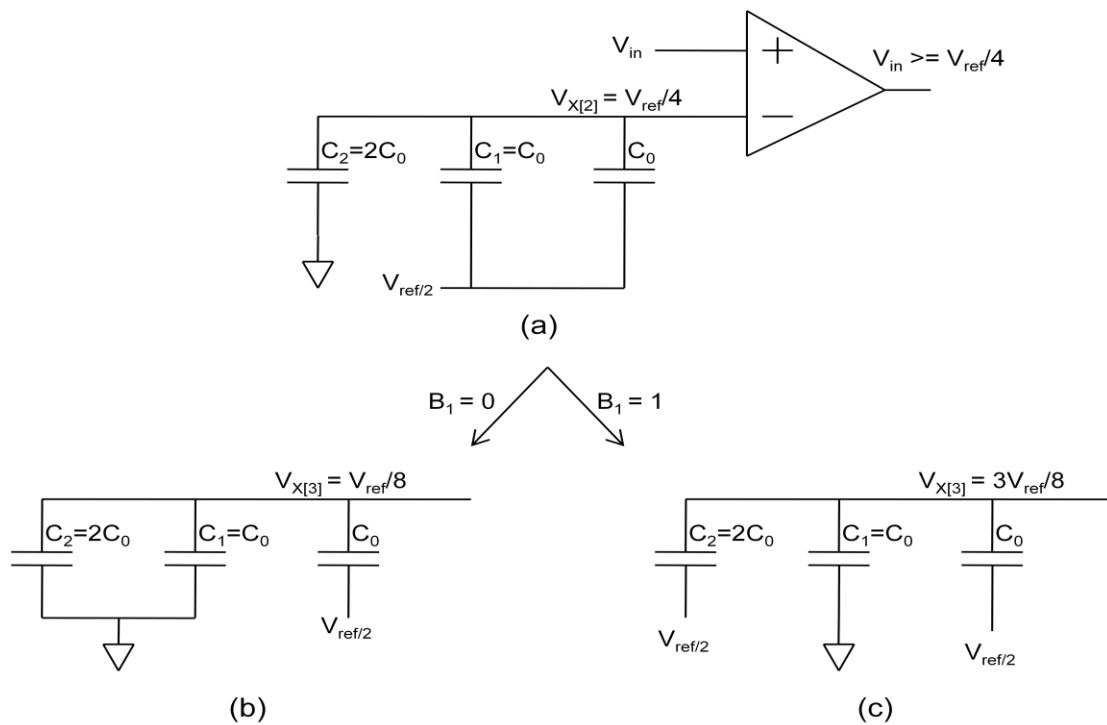 V_in
+
V_in >= V_ref/4
V_X[2] = V_ref/4
−
C_2=2C_0
C_1=C_0
C_0
V_ref/2
(a)
B_1 = 0
B_1 = 1
V_X[3] = V_ref/8
V_X[3] = 3V_ref/8
C_2=2C_0
C_1=C_0
C_0
C_2=2C_0
C_1=C_0
C_0
V_ref/2
V_ref/2
V_ref/2
(b)
(c)